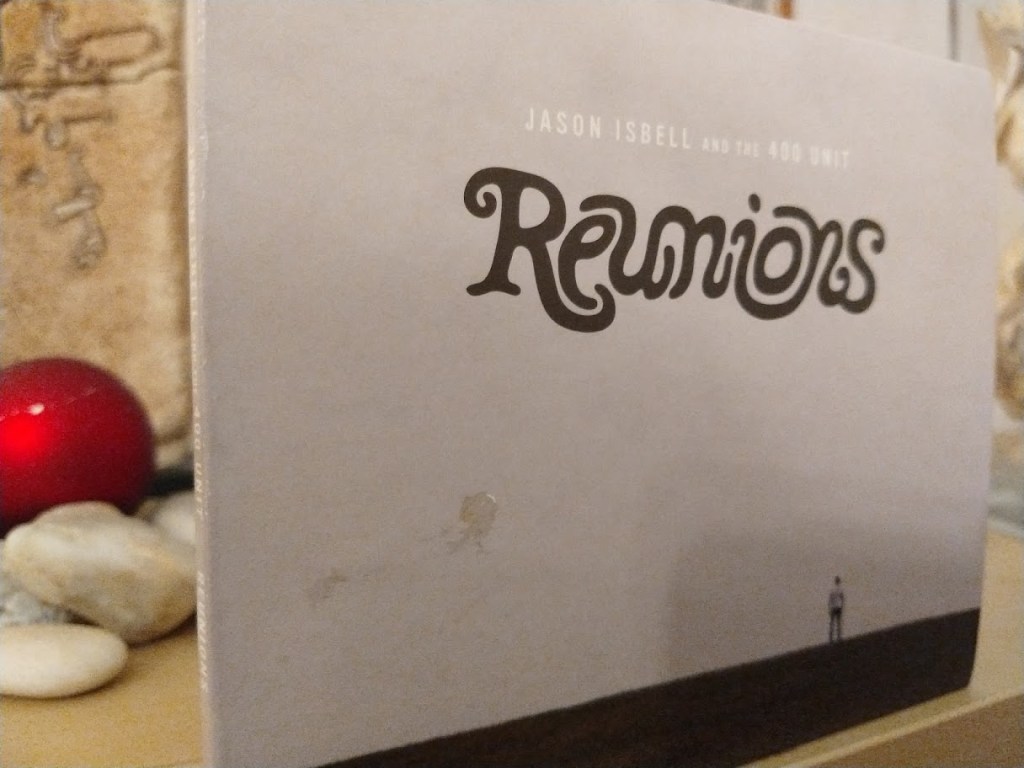 JASON ISBELL AND THE 400 UNIT
Reunions